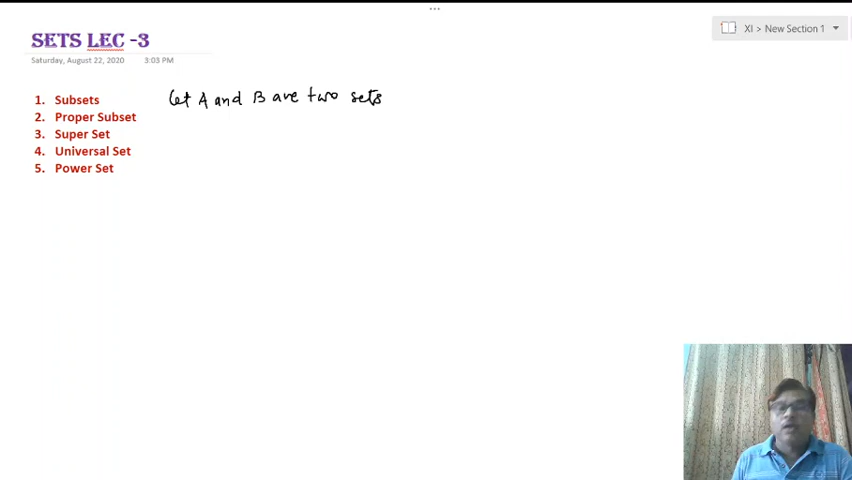 XI > New Section 1
SETS LEC -3
Saturday, August 22, 2020 3:03 PM
1. Subsets
2. Proper Subset
3. Super Set
4. Universal Set
5. Power Set
Let A and B are two sets